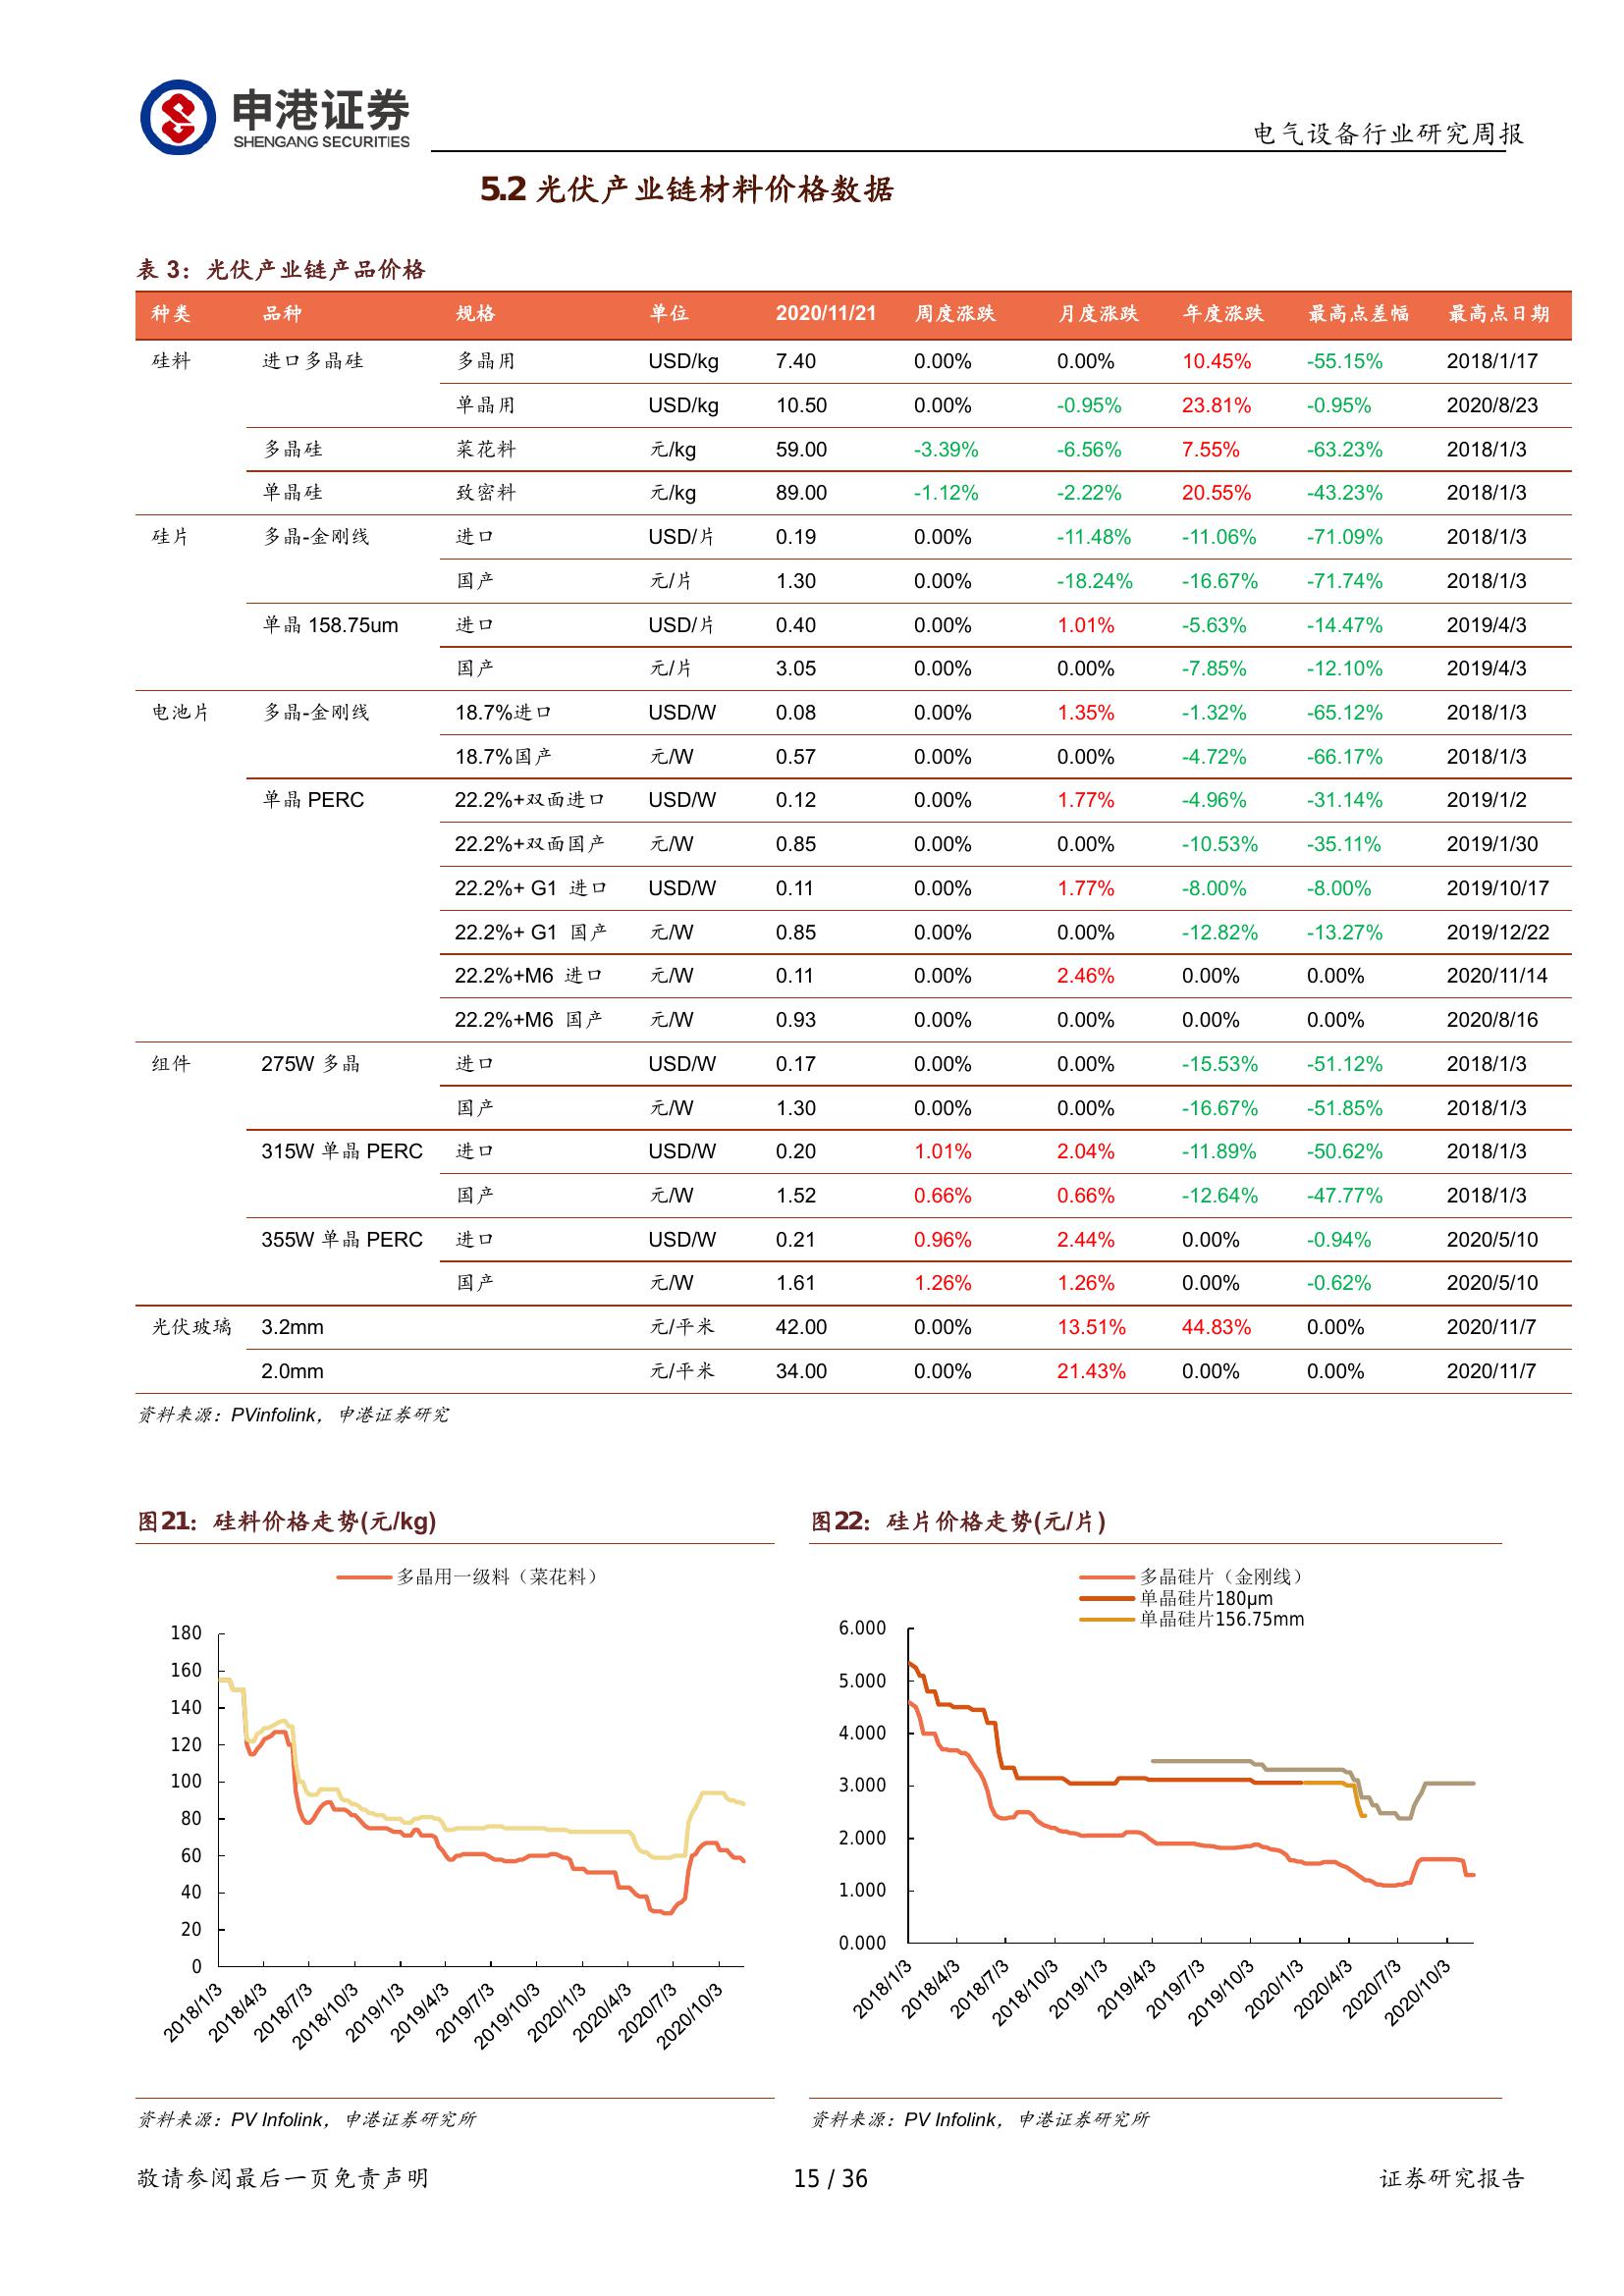 申港证券
SHENGANG SECURITIES
电气设备行业研究周报
5.2 光伏产业链材料价格数据
表 3：光伏产业链产品价格
种类 品种 规格 单位 2020/11/21 周度涨跌 月度涨跌 年度涨跌 最高点差幅 最高点日期
硅料 进口多晶硅 多晶用 USD/kg 7.40 0.00% 0.00% 10.45% -55.15% 2018/1/17
单晶用 USD/kg 10.50 0.00% -0.95% 23.81% -0.95% 2020/8/23
多晶硅 菜花料 元/kg 59.00 -3.39% -6.56% 7.55% -63.23% 2018/1/3
单晶硅 致密料 元/kg 89.00 -1.12% -2.22% 20.55% -43.23% 2018/1/3
硅片 多晶-金刚线 进口 USD/片 0.19 0.00% -11.48% -11.06% -71.09% 2018/1/3
国产 元/片 1.30 0.00% -18.24% -16.67% -71.74% 2018/1/3
单晶 158.75um 进口 USD/片 0.40 0.00% 1.01% -5.63% -14.47% 2019/4/3
国产 元/片 3.05 0.00% 0.00% -7.85% -12.10% 2019/4/3
电池片 多晶-金刚线 18.7%进口 USD/W 0.08 0.00% 1.35% -1.32% -65.12% 2018/1/3
18.7%国产 元/W 0.57 0.00% 0.00% -4.72% -66.17% 2018/1/3
单晶 PERC 22.2%+双面进口 USD/W 0.12 0.00% 1.77% -4.96% -31.14% 2019/1/2
22.2%+双面国产 元/W 0.85 0.00% 0.00% -10.53% -35.11% 2019/1/30
22.2%+ G1 进口 USD/W 0.11 0.00% 1.77% -8.00% -8.00% 2019/10/17
22.2%+ G1 国产 元/W 0.85 0.00% 0.00% -12.82% -13.27% 2019/12/22
22.2%+M6 进口 元/W 0.11 0.00% 2.46% 0.00% 0.00% 2020/11/14
22.2%+M6 国产 元/W 0.93 0.00% 0.00% 0.00% 0.00% 2020/8/16
组件 275W 多晶 进口 USD/W 0.17 0.00% 0.00% -15.53% -51.12% 2018/1/3
国产 元/W 1.30 0.00% 0.00% -16.67% -51.85% 2018/1/3
315W 单晶 PERC 进口 USD/W 0.20 1.01% 2.04% -11.89% -50.62% 2018/1/3
国产 元/W 1.52 0.66% 0.66% -12.64% -47.77% 2018/1/3
355W 单晶 PERC 进口 USD/W 0.21 0.96% 2.44% 0.00% -0.94% 2020/5/10
国产 元/W 1.61 1.26% 1.26% 0.00% -0.62% 2020/5/10
光伏玻璃 3.2mm 元/平米 42.00 0.00% 13.51% 44.83% 0.00% 2020/11/7
2.0mm 元/平米 34.00 0.00% 21.43% 0.00% 0.00% 2020/11/7
资料来源：PVinfolink，申港证券研究
图21：硅料价格走势(元/kg)
多晶用一级料（菜花料）
180
160
140
120
100
80
60
40
20
0
2018/1/3 2018/4/3 2018/7/3 2018/10/3 2019/1/3 2019/4/3 2019/7/3 2019/10/3 2020/1/3 2020/4/3 2020/7/3 2020/10/3
资料来源：PV Infolink，申港证券研究所
图22：硅片价格走势(元/片)
多晶硅片（金刚线）
单晶硅片180μm
单晶硅片156.75mm
6.000
5.000
4.000
3.000
2.000
1.000
0.000
2018/1/3 2018/4/3 2018/7/3 2018/10/3 2019/1/3 2019/4/3 2019/7/3 2019/10/3 2020/1/3 2020/4/3 2020/7/3 2020/10/3
资料来源：PV Infolink，申港证券研究所
敬请参阅最后一页免责声明 15 / 36 证券研究报告